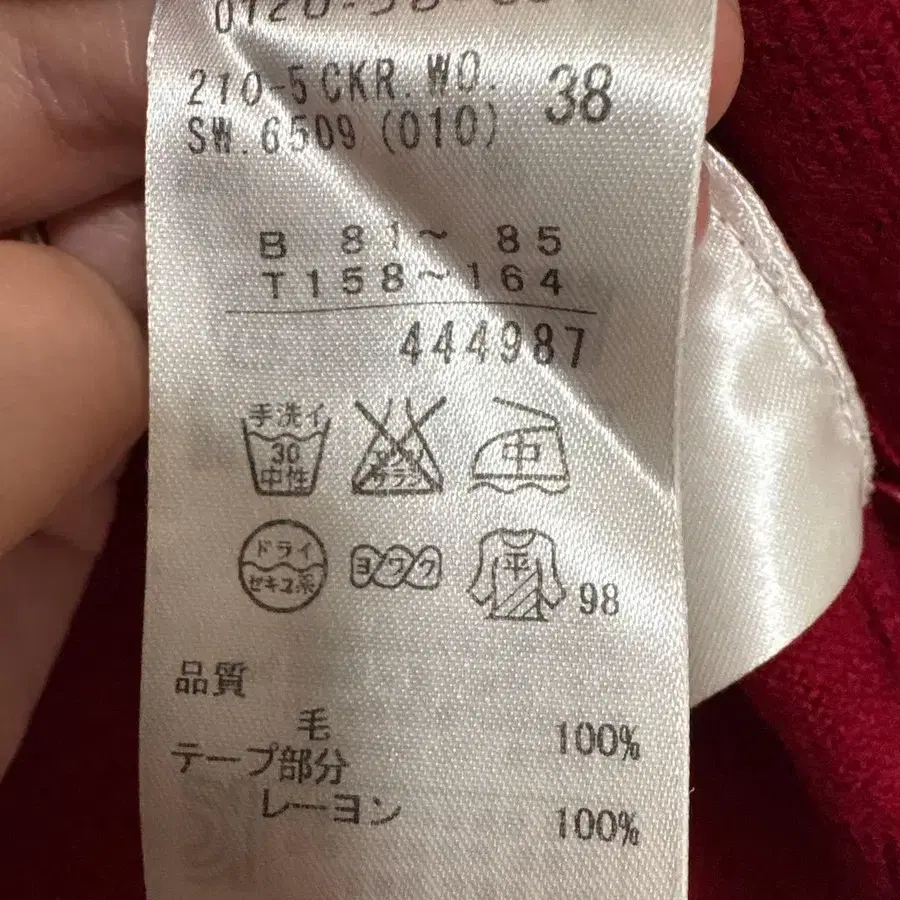 210-5CKR.WO. 38
SW.6509 (010)
B 81~ 85
T158~164
444987
手洗イ
30
中性
中
ドライ
セキユ系
ヨワク
平
98
品質
毛 100%
テープ部分
レーヨン 100%